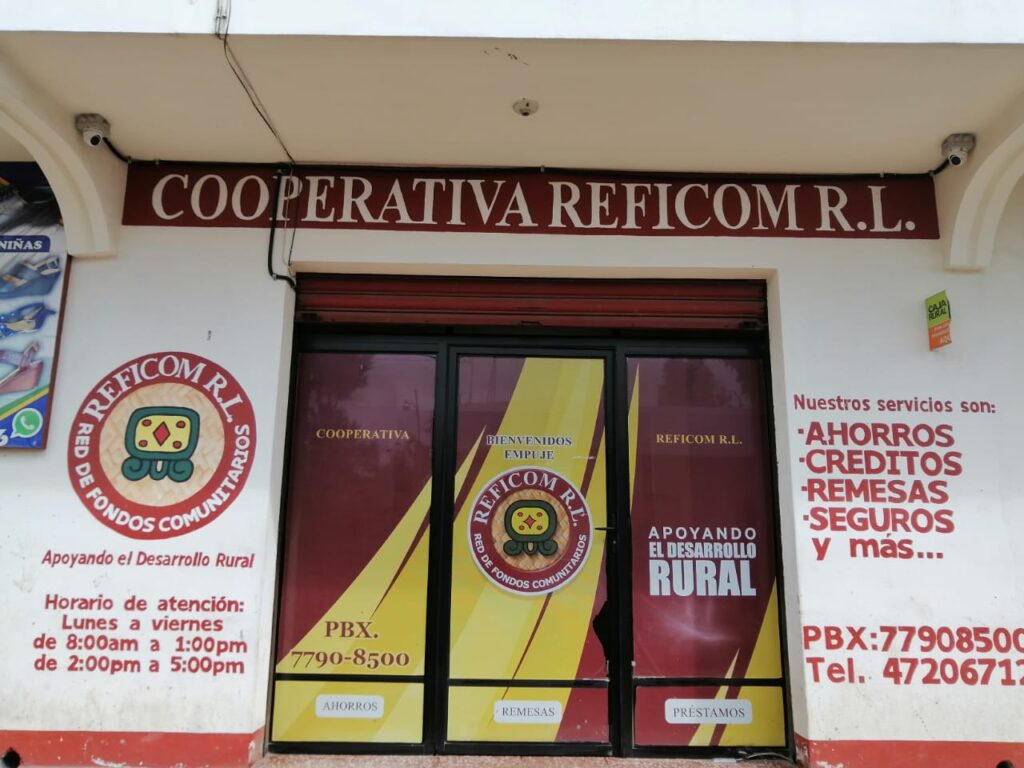 COOPERATIVA REFICOM R.L.
NIÑAS
CAJA
RURAL
REFICOM R.L.
RED DE FONDOS COMUNITARIOS
Apoyando el Desarrollo Rural
Horario de atención:
Lunes a viernes
de 8:00am a 1:00pm
de 2:00pm a 5:00pm
COOPERATIVA
PBX.
7790-8500
AHORROS
BIENVENIDOS
EMPUJE
REFICOM R.L.
RED DE FONDOS COMUNITARIOS
REMESAS
REFICOM R.L.
APOYANDO
EL DESARROLLO
RURAL
PRÉSTAMOS
Nuestros servicios son:
·AHORROS
·CREDITOS
·REMESAS
·SEGUROS
y más...
PBX:77908500
Tel. 47206712